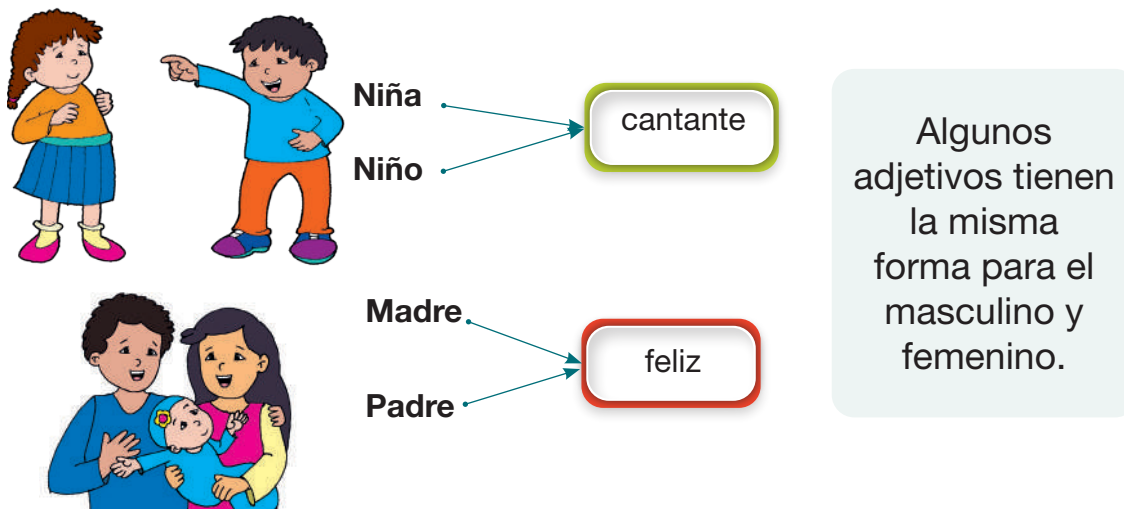 Niña
Niño
cantante
Madre
Padre
feliz
Algunos
adjetivos tienen
la misma
forma para el
masculino y
femenino.